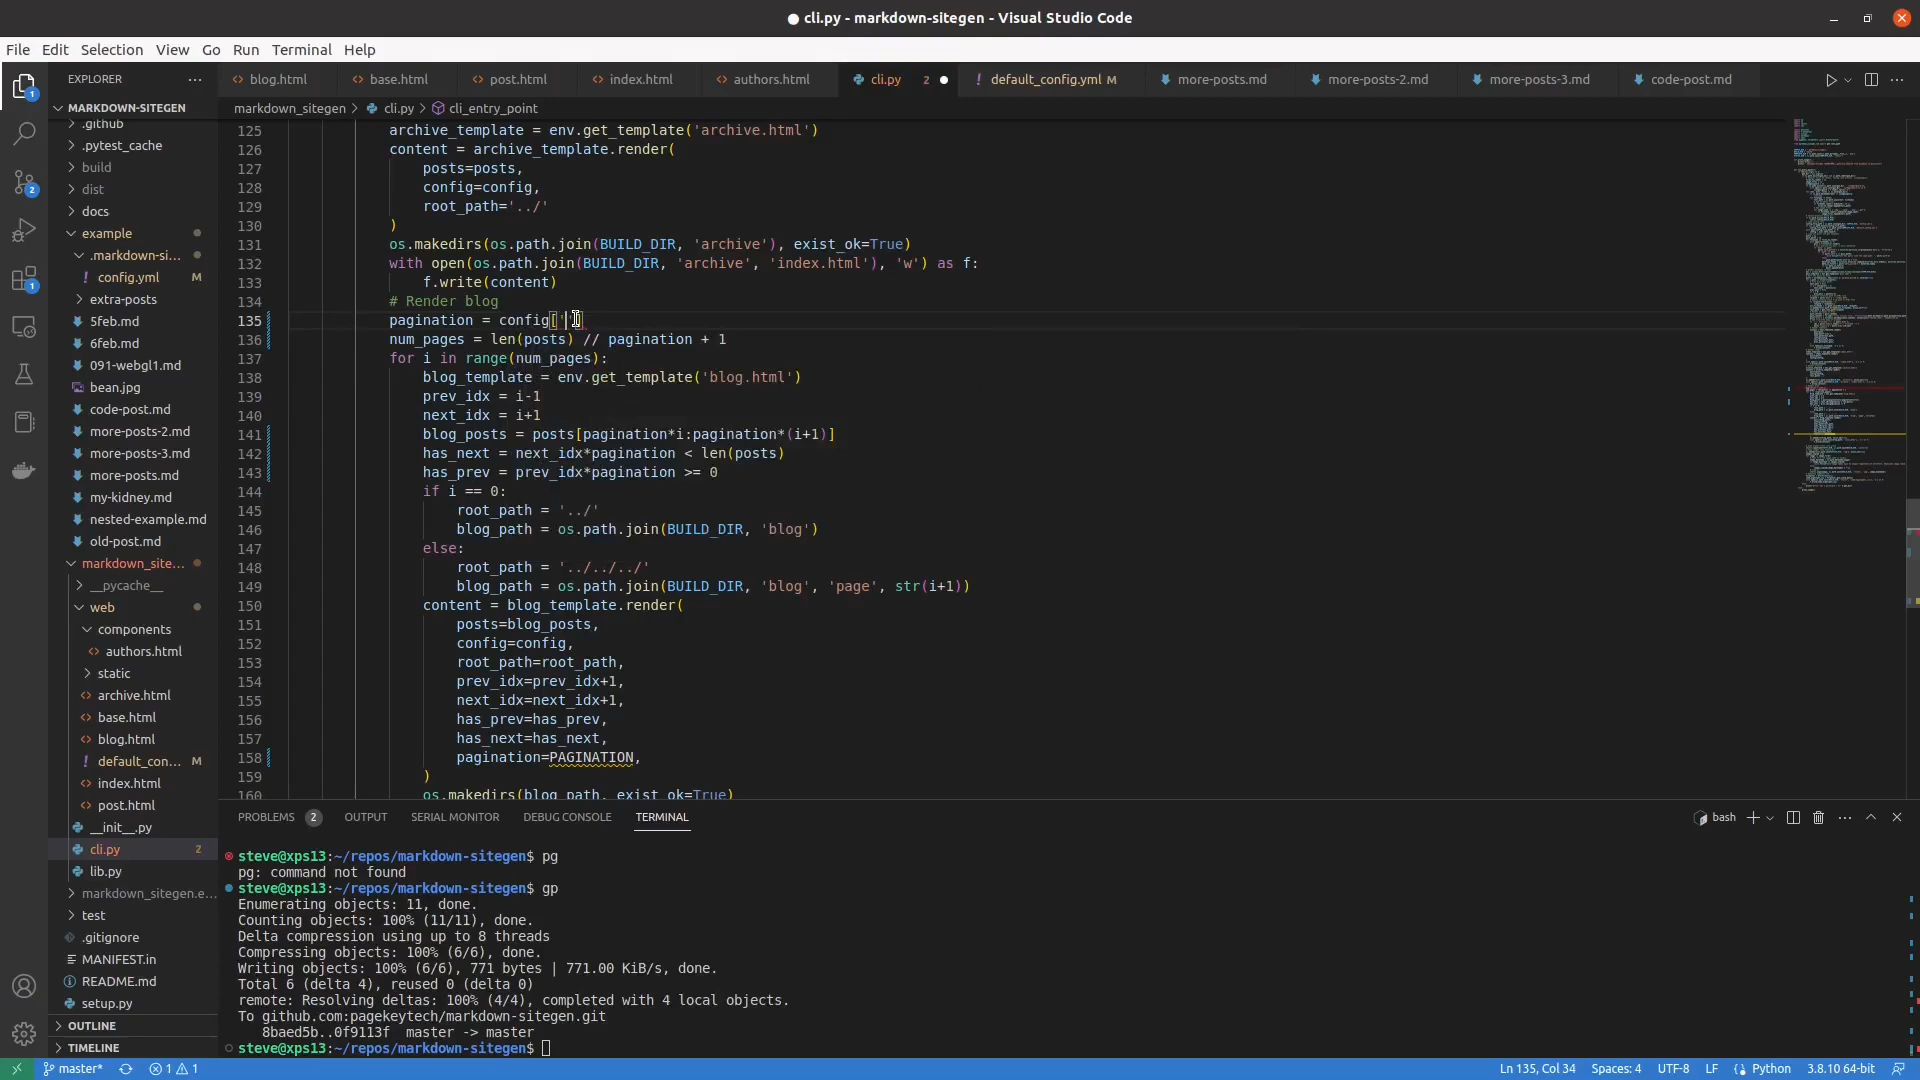 ● cli.py - markdown-sitegen - Visual Studio Code
File Edit Selection View Go Run Terminal Help
EXPLORER
blog.html
base.html
post.html
index.html
authors.html
cli.py 2
default_config.yml M
more-posts.md
more-posts-2.md
more-posts-3.md
code-post.md
markdown_sitegen > cli.py > cli_entry_point
MARKDOWN-SITEGEN
.github
.pytest_cache
build
dist
docs
example
.markdown-si...
config.yml M
extra-posts
5feb.md
6feb.md
091-webgl1.md
bean.jpg
code-post.md
more-posts-2.md
more-posts-3.md
more-posts.md
my-kidney.md
nested-example.md
old-post.md
markdown_site...
__pycache__
web
components
authors.html
static
archive.html
base.html
blog.html
default_con... M
index.html
post.html
__init__.py
cli.py 2
lib.py
markdown_sitegen.e...
test
.gitignore
MANIFEST.in
README.md
setup.py
OUTLINE
TIMELINE
125 archive_template = env.get_template('archive.html')
126 content = archive_template.render(
127 posts=posts,
128 config=config,
129 root_path='../'
130 )
131 os.makedirs(os.path.join(BUILD_DIR, 'archive'), exist_ok=True)
132 with open(os.path.join(BUILD_DIR, 'archive', 'index.html'), 'w') as f:
133 f.write(content)
134 # Render blog
135 pagination = config['']
136 num_pages = len(posts) // pagination + 1
137 for i in range(num_pages):
138 blog_template = env.get_template('blog.html')
139 prev_idx = i-1
140 next_idx = i+1
141 blog_posts = posts[pagination*i:pagination*(i+1)]
142 has_next = next_idx*pagination < len(posts)
143 has_prev = prev_idx*pagination >= 0
144 if i == 0:
145 root_path = '../'
146 blog_path = os.path.join(BUILD_DIR, 'blog')
147 else:
148 root_path = '../../../'
149 blog_path = os.path.join(BUILD_DIR, 'blog', 'page', str(i+1))
150 content = blog_template.render(
151 posts=blog_posts,
152 config=config,
153 root_path=root_path,
154 prev_idx=prev_idx+1,
155 next_idx=next_idx+1,
156 has_prev=has_prev,
157 has_next=has_next,
158 pagination=PAGINATION,
159 )
160 os.makedirs(blog_path, exist_ok=True)
PROBLEMS 2 OUTPUT SERIAL MONITOR DEBUG CONSOLE TERMINAL
bash
steve@xps13:~/repos/markdown-sitegen$ pg
pg: command not found
steve@xps13:~/repos/markdown-sitegen$ gp
Enumerating objects: 11, done.
Counting objects: 100% (11/11), done.
Delta compression using up to 8 threads
Compressing objects: 100% (6/6), done.
Writing objects: 100% (6/6), 771 bytes | 771.00 KiB/s, done.
Total 6 (delta 4), reused 0 (delta 0)
remote: Resolving deltas: 100% (4/4), completed with 4 local objects.
To github.com:pagekeytech/markdown-sitegen.git
8baed5b..0f9113f master -> master
steve@xps13:~/repos/markdown-sitegen$
1
2
1
master* 1 1 Ln 135, Col 34 Spaces: 4 UTF-8 LF Python 3.8.10 64-bit